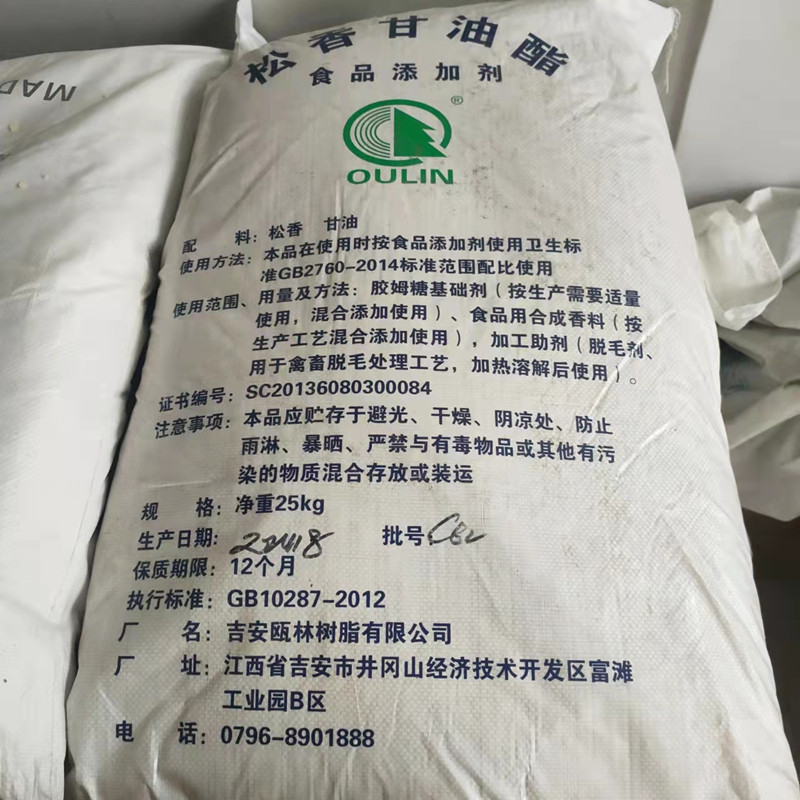 松香甘油酯
食品添加剂
®
OULIN
MAD
配 料：松香 甘油
使用方法：本品在使用时按食品添加剂使用卫生标
准GB2760-2014标准范围配比使用
使用范围、用量及方法：胶姆糖基础剂（按生产需要适量
使用，混合添加使用）、食品用合成香料（按
生产工艺混合添加使用），加工助剂（脱毛剂、
用于禽畜脱毛处理工艺，加热溶解后使用）。
证书编号：SC20136080300084
注意事项：本品应贮存于避光、干燥、阴凉处、防止
雨淋、暴晒、严禁与有毒物品或其他有污
染的物质混合存放或装运
规 格：净重25kg
生产日期： 批号
保质期限：12个月
执行标准：GB10287-2012
厂 名：吉安瓯林树脂有限公司
厂 址：江西省吉安市井冈山经济技术开发区富滩
工业园B区
电 话：0796-8901888